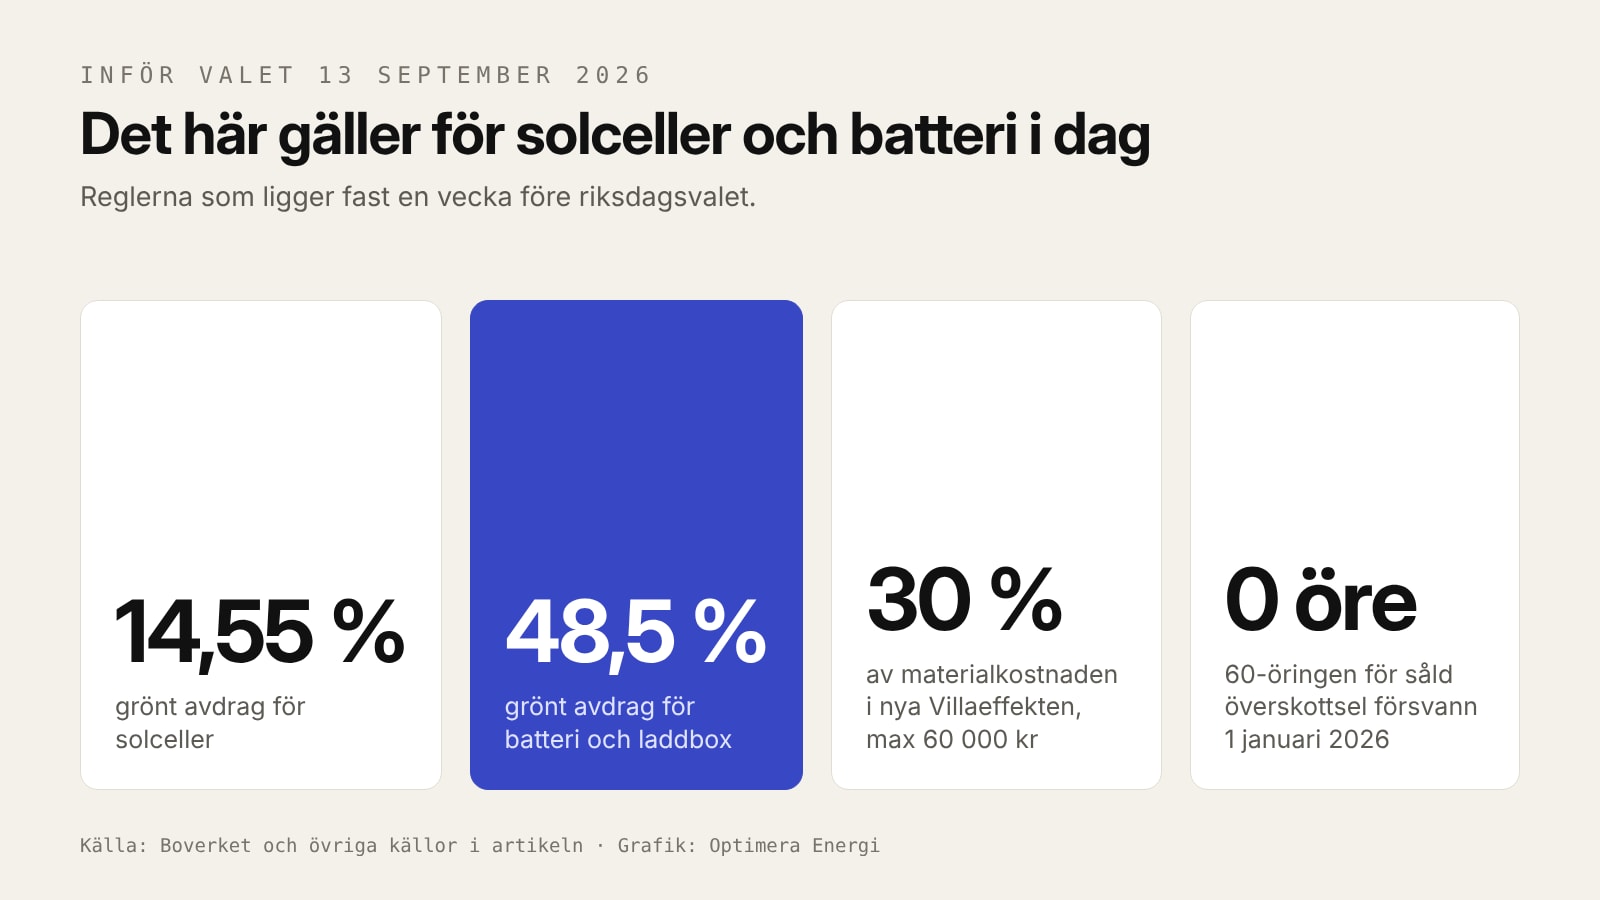 INFÖR VALET 13 SEPTEMBER 2026
Det här gäller för solceller och batteri i dag
Reglerna som ligger fast en vecka före riksdagsvalet.
14,55 %
grönt avdrag för
solceller
48,5 %
grönt avdrag för
batteri och laddbox
30 %
av materialkostnaden
i nya Villaeffekten,
max 60 000 kr
0 öre
60-öringen för såld
överskottsel försvann
1 januari 2026
Källa: Boverket och övriga källor i artikeln · Grafik: Optimera Energi